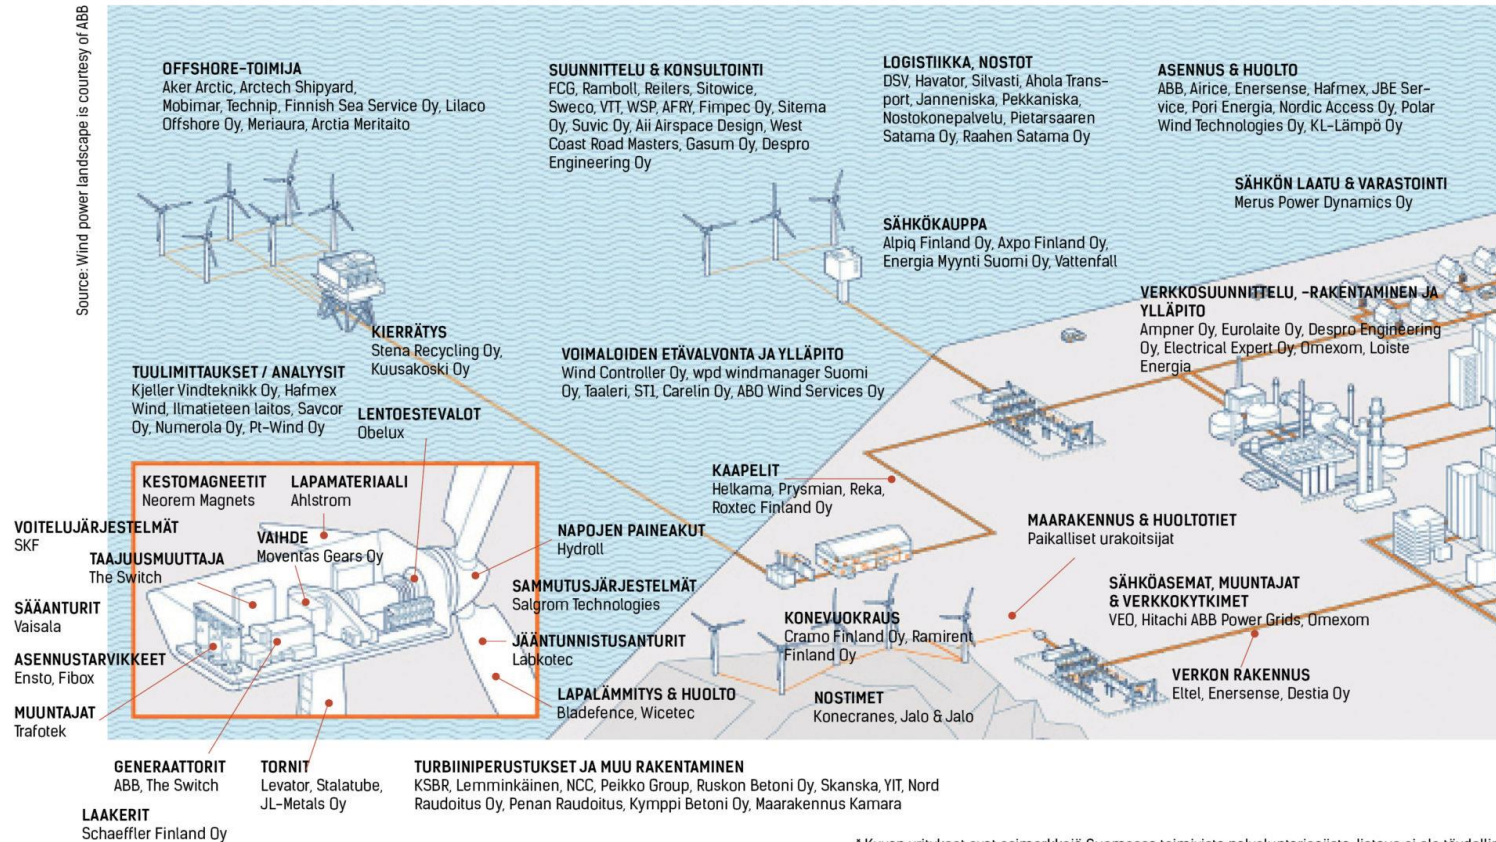 Source: Wind power landscape is courtesy of ABB
OFFSHORE-TOIMIJA
Aker Arctic, Arctech Shipyard,
Mobimar, Technip, Finnish Sea Service Oy, Lilaco
Offshore Oy, Meriaura, Arctia Meritaito
SUUNNITTELU & KONSULTOINTI
FCG, Ramboll, Reilers, Sitowice,
Sweco, VTT, WSP, AFRY, Fimpec Oy, Sitema
Oy, Suvic Oy, Aii Airspace Design, West
Coast Road Masters, Gasum Oy, Despro
Engineering Oy
LOGISTIIKKA, NOSTOT
DSV, Havator, Silvasti, Ahola Trans-
port, Janneniska, Pekkaniska,
Nostokonepalvelu, Pietarsaaren
Satama Oy, Raahen Satama Oy
ASENNUS & HUOLTO
ABB, Airice, Enersense, Hafmex, JBE Ser-
vice, Pori Energia, Nordic Access Oy, Polar
Wind Technologies Oy, KL-Lämpö Oy
SÄHKÖN LAATU & VARASTOINTI
Merus Power Dynamics Oy
SÄHKÖKAUPPA
Alpiq Finland Oy, Axpo Finland Oy,
Energia Myynti Suomi Oy, Vattenfall
VERKKOSUUNNITTELU, -RAKENTAMINEN JA
YLLÄPITO
Ampner Oy, Eurolaite Oy, Despro Engineering
Oy, Electrical Expert Oy, Omexom, Loiste
Energia
KIERRÄTYS
Stena Recycling Oy,
Kuusakoski Oy
VOIMALOIDEN ETÄVALVONTA JA YLLÄPITO
Wind Controller Oy, wpd windmanager Suomi
Oy, Taaleri, ST1, Carelin Oy, ABO Wind Services Oy
TUULIMITTAUKSET / ANALYYSIT
Kjeller Vindteknikk Oy, Hafmex
Wind, Ilmatieteen laitos, Savcor
Oy, Numerola Oy, Pt-Wind Oy
LENTOESTEVALOT
Obelux
KAAPELIT
Helkama, Prysmian, Reka,
Roxtec Finland Oy
KESTOMAGNEETIT
Neorem Magnets
LAPAMATERIAALI
Ahlstrom
VOITELUJÄRJESTELMÄT
SKF
VAIHDE
Moventas Gears Oy
TAAJUUSMUUTTAJA
The Switch
NAPOJEN PAINEAKUT
Hydroll
MAARAKENNUS & HUOLTOTIET
Paikalliset urakoitsijat
SAMMUTUSJÄRJESTELMÄT
Salgrom Technologies
SÄHKÖASEMAT, MUUNTAJAT
& VERKKOKYTKIMET
VEO, Hitachi ABB Power Grids, Omexom
SÄÄANTURIT
Vaisala
KONEVUOKRAUS
Cramo Finland Oy, Ramirent
Finland Oy
JÄÄNTUNNISTUSANTURIT
Labkotec
ASENNUSTARVIKKEET
Ensto, Fibox
VERKON RAKENNUS
Eltel, Enersense, Destia Oy
LAPALÄMMITYS & HUOLTO
Bladefence, Wicetec
NOSTIMET
Konecranes, Jalo & Jalo
MUUNTAJAT
Trafotek
GENERAATTORIT
ABB, The Switch
TORNIT
Levator, Stalatube,
JL-Metals Oy
TURBIINIPERUSTUKSET JA MUU RAKENTAMINEN
KSBR, Lemminkäinen, NCC, Peikko Group, Ruskon Betoni Oy, Skanska, YIT, Nord
Raudoitus Oy, Penan Raudoitus, Kymppi Betoni Oy, Maarakennus Kamara
LAAKERIT
Schaeffler Finland Oy